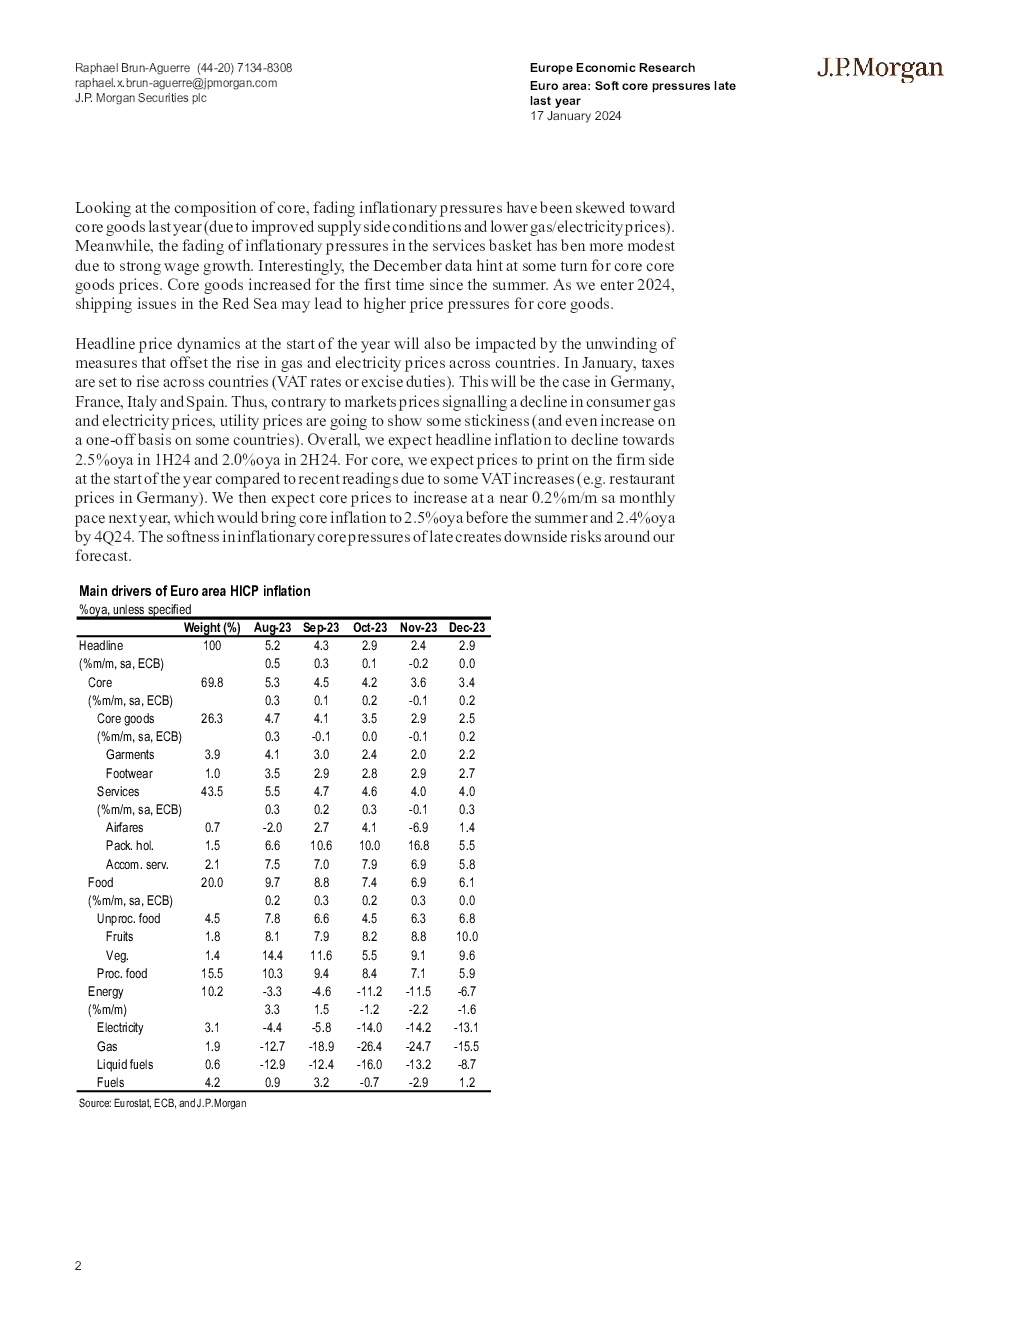 Raphael Brun-Aguerre (44-20) 7134-8308
raphael.x.brun-aguerre@jpmorgan.com
J.P. Morgan Securities plc
Europe Economic Research
Euro area: Soft core pressures late
last year
17 January 2024
J.P.Morgan
Looking at the composition of core, fading inflationary pressures have been skewed toward
core goods last year (due to improved supply side conditions and lower gas/electricity prices).
Meanwhile, the fading of inflationary pressures in the services basket has ben more modest
due to strong wage growth. Interestingly, the December data hint at some turn for core core
goods prices. Core goods increased for the first time since the summer. As we enter 2024,
shipping issues in the Red Sea may lead to higher price pressures for core goods.
Headline price dynamics at the start of the year will also be impacted by the unwinding of
measures that offset the rise in gas and electricity prices across countries. In January, taxes
are set to rise across countries (VAT rates or excise duties). This will be the case in Germany,
France, Italy and Spain. Thus, contrary to markets prices signalling a decline in consumer gas
and electricity prices, utility prices are going to show some stickiness (and even increase on
a one-off basis on some countries). Overall, we expect headline inflation to decline towards
2.5%oya in 1H24 and 2.0%oya in 2H24. For core, we expect prices to print on the firm side
at the start of the year compared to recent readings due to some VAT increases (e.g. restaurant
prices in Germany). We then expect core prices to increase at a near 0.2%m/m sa monthly
pace next year, which would bring core inflation to 2.5%oya before the summer and 2.4%oya
by 4Q24. The softness in inflationary core pressures of late creates downside risks around our
forecast.
Main drivers of Euro area HICP inflation
%oya, unless specified
Weight (%) Aug-23 Sep-23 Oct-23 Nov-23 Dec-23
Headline 100 5.2 4.3 2.9 2.4 2.9
(%m/m, sa, ECB) 0.5 0.3 0.1 -0.2 0.0
Core 69.8 5.3 4.5 4.2 3.6 3.4
(%m/m, sa, ECB) 0.3 0.1 0.2 -0.1 0.2
Core goods 26.3 4.7 4.1 3.5 2.9 2.5
(%m/m, sa, ECB) 0.3 -0.1 0.0 -0.1 0.2
Garments 3.9 4.1 3.0 2.4 2.0 2.2
Footwear 1.0 3.5 2.9 2.8 2.9 2.7
Services 43.5 5.5 4.7 4.6 4.0 4.0
(%m/m, sa, ECB) 0.3 0.2 0.3 -0.1 0.3
Airfares 0.7 -2.0 2.7 4.1 -6.9 1.4
Pack. hol. 1.5 6.6 10.6 10.0 16.8 5.5
Accom. serv. 2.1 7.5 7.0 7.9 6.9 5.8
Food 20.0 9.7 8.8 7.4 6.9 6.1
(%m/m, sa, ECB) 0.2 0.3 0.2 0.3 0.0
Unproc. food 4.5 7.8 6.6 4.5 6.3 6.8
Fruits 1.8 8.1 7.9 8.2 8.8 10.0
Veg. 1.4 14.4 11.6 5.5 9.1 9.6
Proc. food 15.5 10.3 9.4 8.4 7.1 5.9
Energy 10.2 -3.3 -4.6 -11.2 -11.5 -6.7
(%m/m) 3.3 1.5 -1.2 -2.2 -1.6
Electricity 3.1 -4.4 -5.8 -14.0 -14.2 -13.1
Gas 1.9 -12.7 -18.9 -26.4 -24.7 -15.5
Liquid fuels 0.6 -12.9 -12.4 -16.0 -13.2 -8.7
Fuels 4.2 0.9 3.2 -0.7 -2.9 1.2
Source: Eurostat, ECB, and J.P.Morgan
2